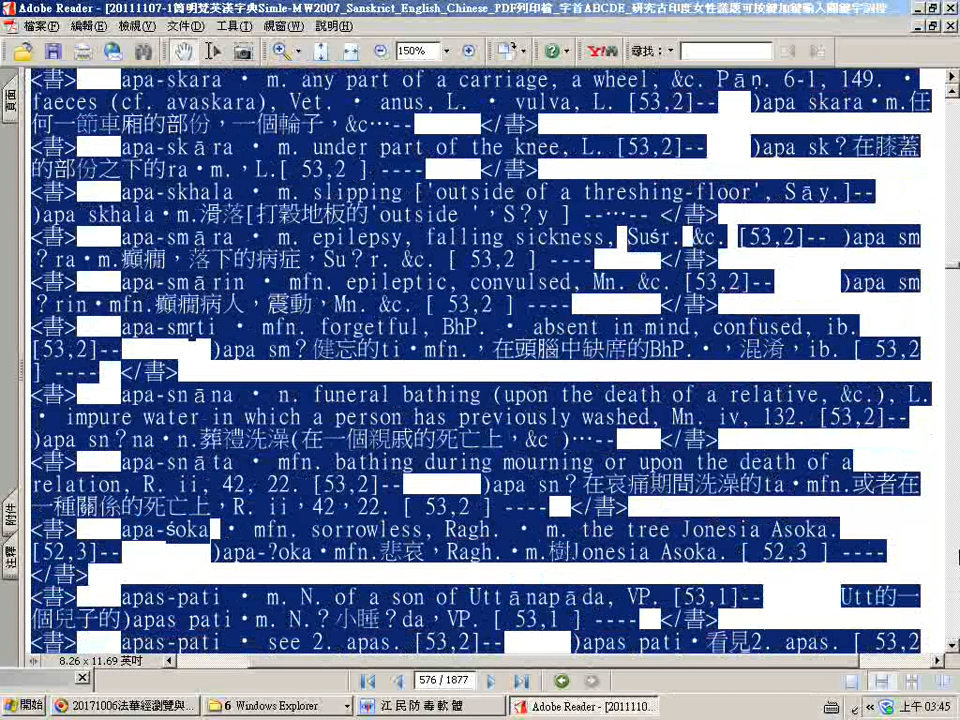 Adobe Reader - [20111107-1簡明梵英漢字典Simle-MW2007_Sanskrict_English_Chinese_PDF列印檔_字首ABCDE_研究古印度女性議題可按關鍵字輸入關鍵字詞搜
檔案(F) 編輯(E) 檢視(V) 文件(D) 工具(T) 視窗(W) 說明(H)
150% Y! 尋找：
<書> apa-skara • m. any part of a carriage, a wheel, &c. Pāṇ. 6-1, 149. •
faeces (cf. avaskara), Vet. • anus, L. • vulva, L. [53,2]-- )apa skara•m.任
何一節車廂的部份，一個輪子，&c…-- </書>
<書> apa-skāra • m. under part of the knee, L. [53,2]-- )apa sk？在膝蓋
的部份之下的ra•m.，L.[ 53,2 ] ---- </書>
<書> apa-skhala • m. slipping ['outside of a threshing-floor', Sāy.]--
)apa skhala•m.滑落[打穀地板的'outside '，S？y ] --…-- </書>
<書> apa-smāra • m. epilepsy, falling sickness, Suśr. &c. [53,2]-- )apa sm
？ra•m.癲癇，落下的病症，Su？r. &c. [ 53,2 ] ---- </書>
<書> apa-smārin • mfn. epileptic, convulsed, Mn. &c. [53,2]-- )apa sm
？rin•mfn.癲癇病人，震動，Mn. &c. [ 53,2 ] ---- </書>
<書> apa-smṛti • mfn. forgetful, BhP. • absent in mind, confused, ib.
[53,2]-- )apa sm？健忘的ti•mfn.，在頭腦中缺席的BhP.•，混淆，ib. [ 53,2
] ---- </書>
<書> apa-snāna • n. funeral bathing (upon the death of a relative, &c.), L.
• impure water in which a person has previously washed, Mn. iv, 132. [53,2]--
)apa sn？na•n.葬禮洗澡(在一個親戚的死亡上，&c )…-- </書>
<書> apa-snāta • mfn. bathing during mourning or upon the death of a
relation, R. ii, 42, 22. [53,2]-- )apa sn？在哀痛期間洗澡的ta•mfn.或者在
一種關係的死亡上，R. ii，42，22. [ 53,2 ] ---- </書>
<書> apa-śoka • mfn. sorrowless, Ragh. • m. the tree Jonesia Asoka.
[52,3]-- )apa-?oka•mfn.悲哀，Ragh.•m.樹Jonesia Asoka. [ 52,3 ] ----
</書>
<書> apas-pati • m. N. of a son of Uttānapāda, VP. [53,1]-- Utt的一
個兒子的)apas pati•m. N.？小睡？da，VP. [ 53,1 ] ---- </書>
<書> apas-pati • see 2. apas. [53,2]-- )apas pati•看見2. apas. [ 53,2
頁面
附件
註釋
8.26 x 11.69 英吋
576 / 1877
開始 20171006法華經瀏覽與... 6 Windows Explorer 江民防毒軟體 Adobe Reader - [2011110... 上午 03:45